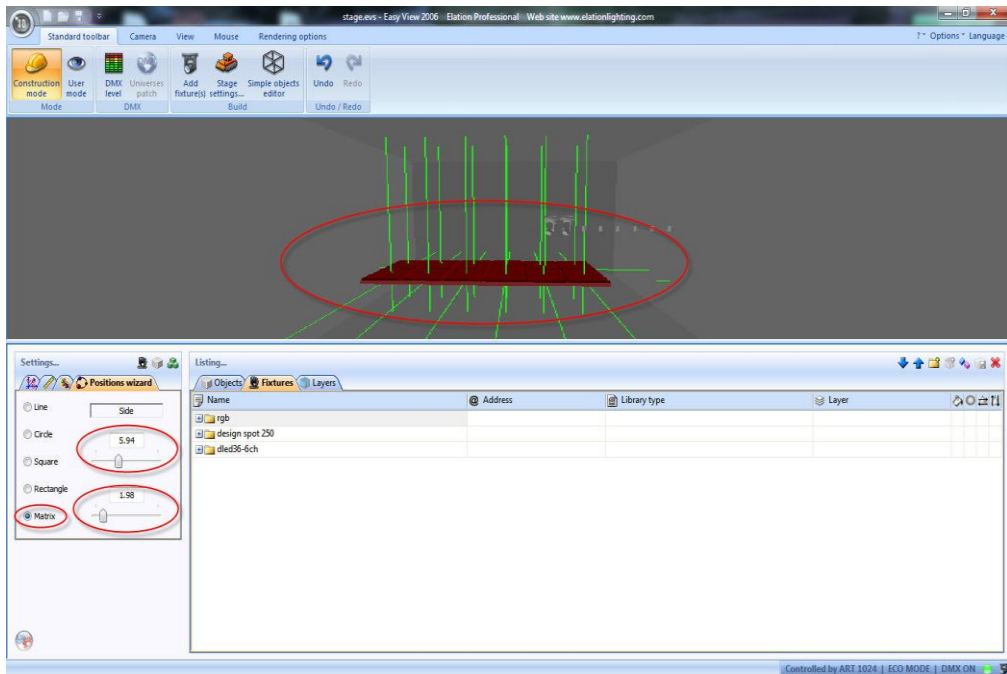 stage.evs - Easy View 2006 Elation Professional Web site www.elationlighting.com
Standard toolbar Camera View Mouse Rendering options ?ˇ Options ˇ Language
Construction mode User mode DMX level Universes patch Add fixture(s) Stage settings... Simple objects editor Undo Redo
Mode DMX Build Undo / Redo
Settings... Listing...
Positions wizard Objects Fixtures Layers
Name @ Address Library type Layer
Line Side
rgb
Circle 5.94
design spot 250
Square
dled36-6ch
Rectangle 1.98
Matrix
Controlled by ART 1024 | ECO MODE | DMX ON